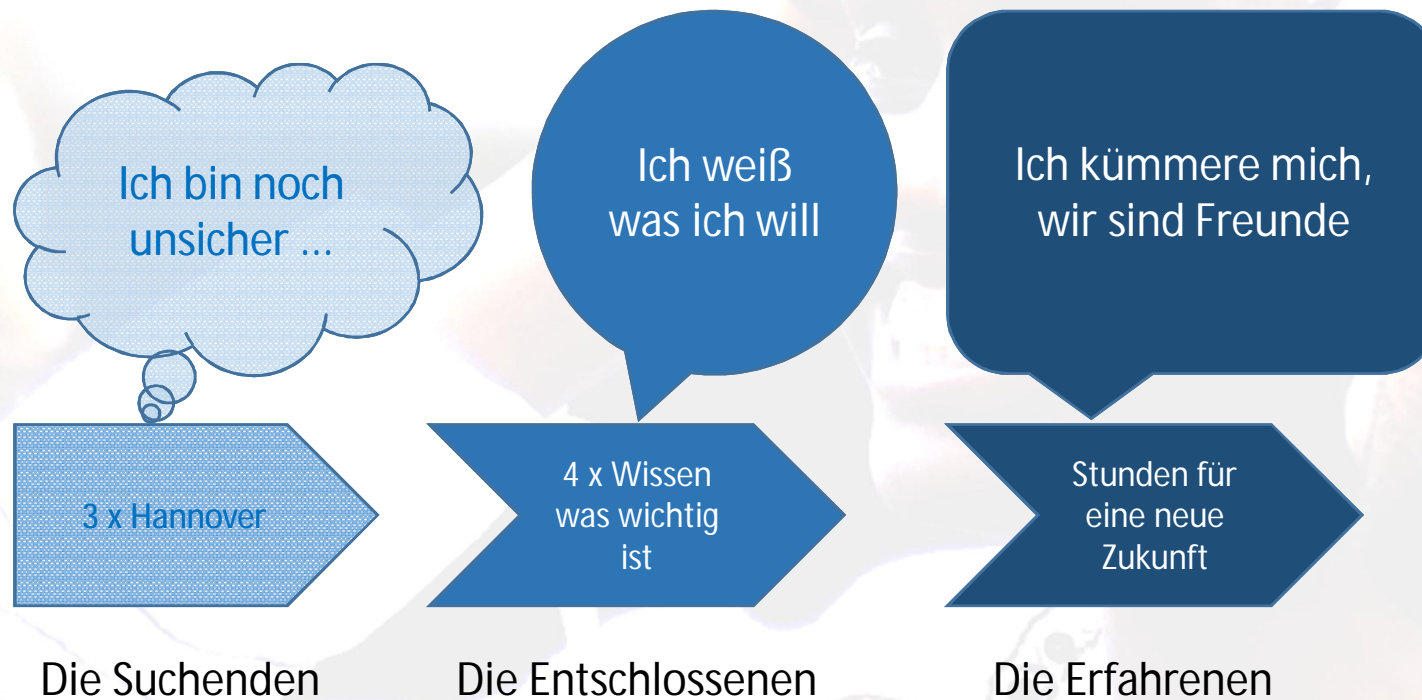 Ich bin noch
unsicher ...
Ich weiß
was ich will
Ich kümmere mich,
wir sind Freunde
3 x Hannover
4 x Wissen
was wichtig
ist
Stunden für
eine neue
Zukunft
Die Suchenden
Die Entschlossenen
Die Erfahrenen